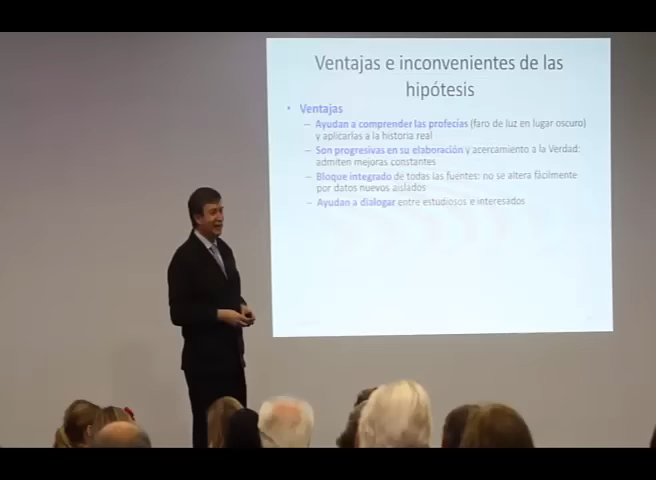 Ventajas e inconvenientes de las
hipótesis
• Ventajas
– Ayudan a comprender las profecías (faro de luz en lugar oscuro)
y aplicarlas a la historia real
– Son progresivas en su elaboración y acercamiento a la Verdad:
admiten mejoras constantes
– Bloque integrado de todas las fuentes: no se altera fácilmente
por datos nuevos aislados
– Ayudan a dialogar entre estudiosos e interesados